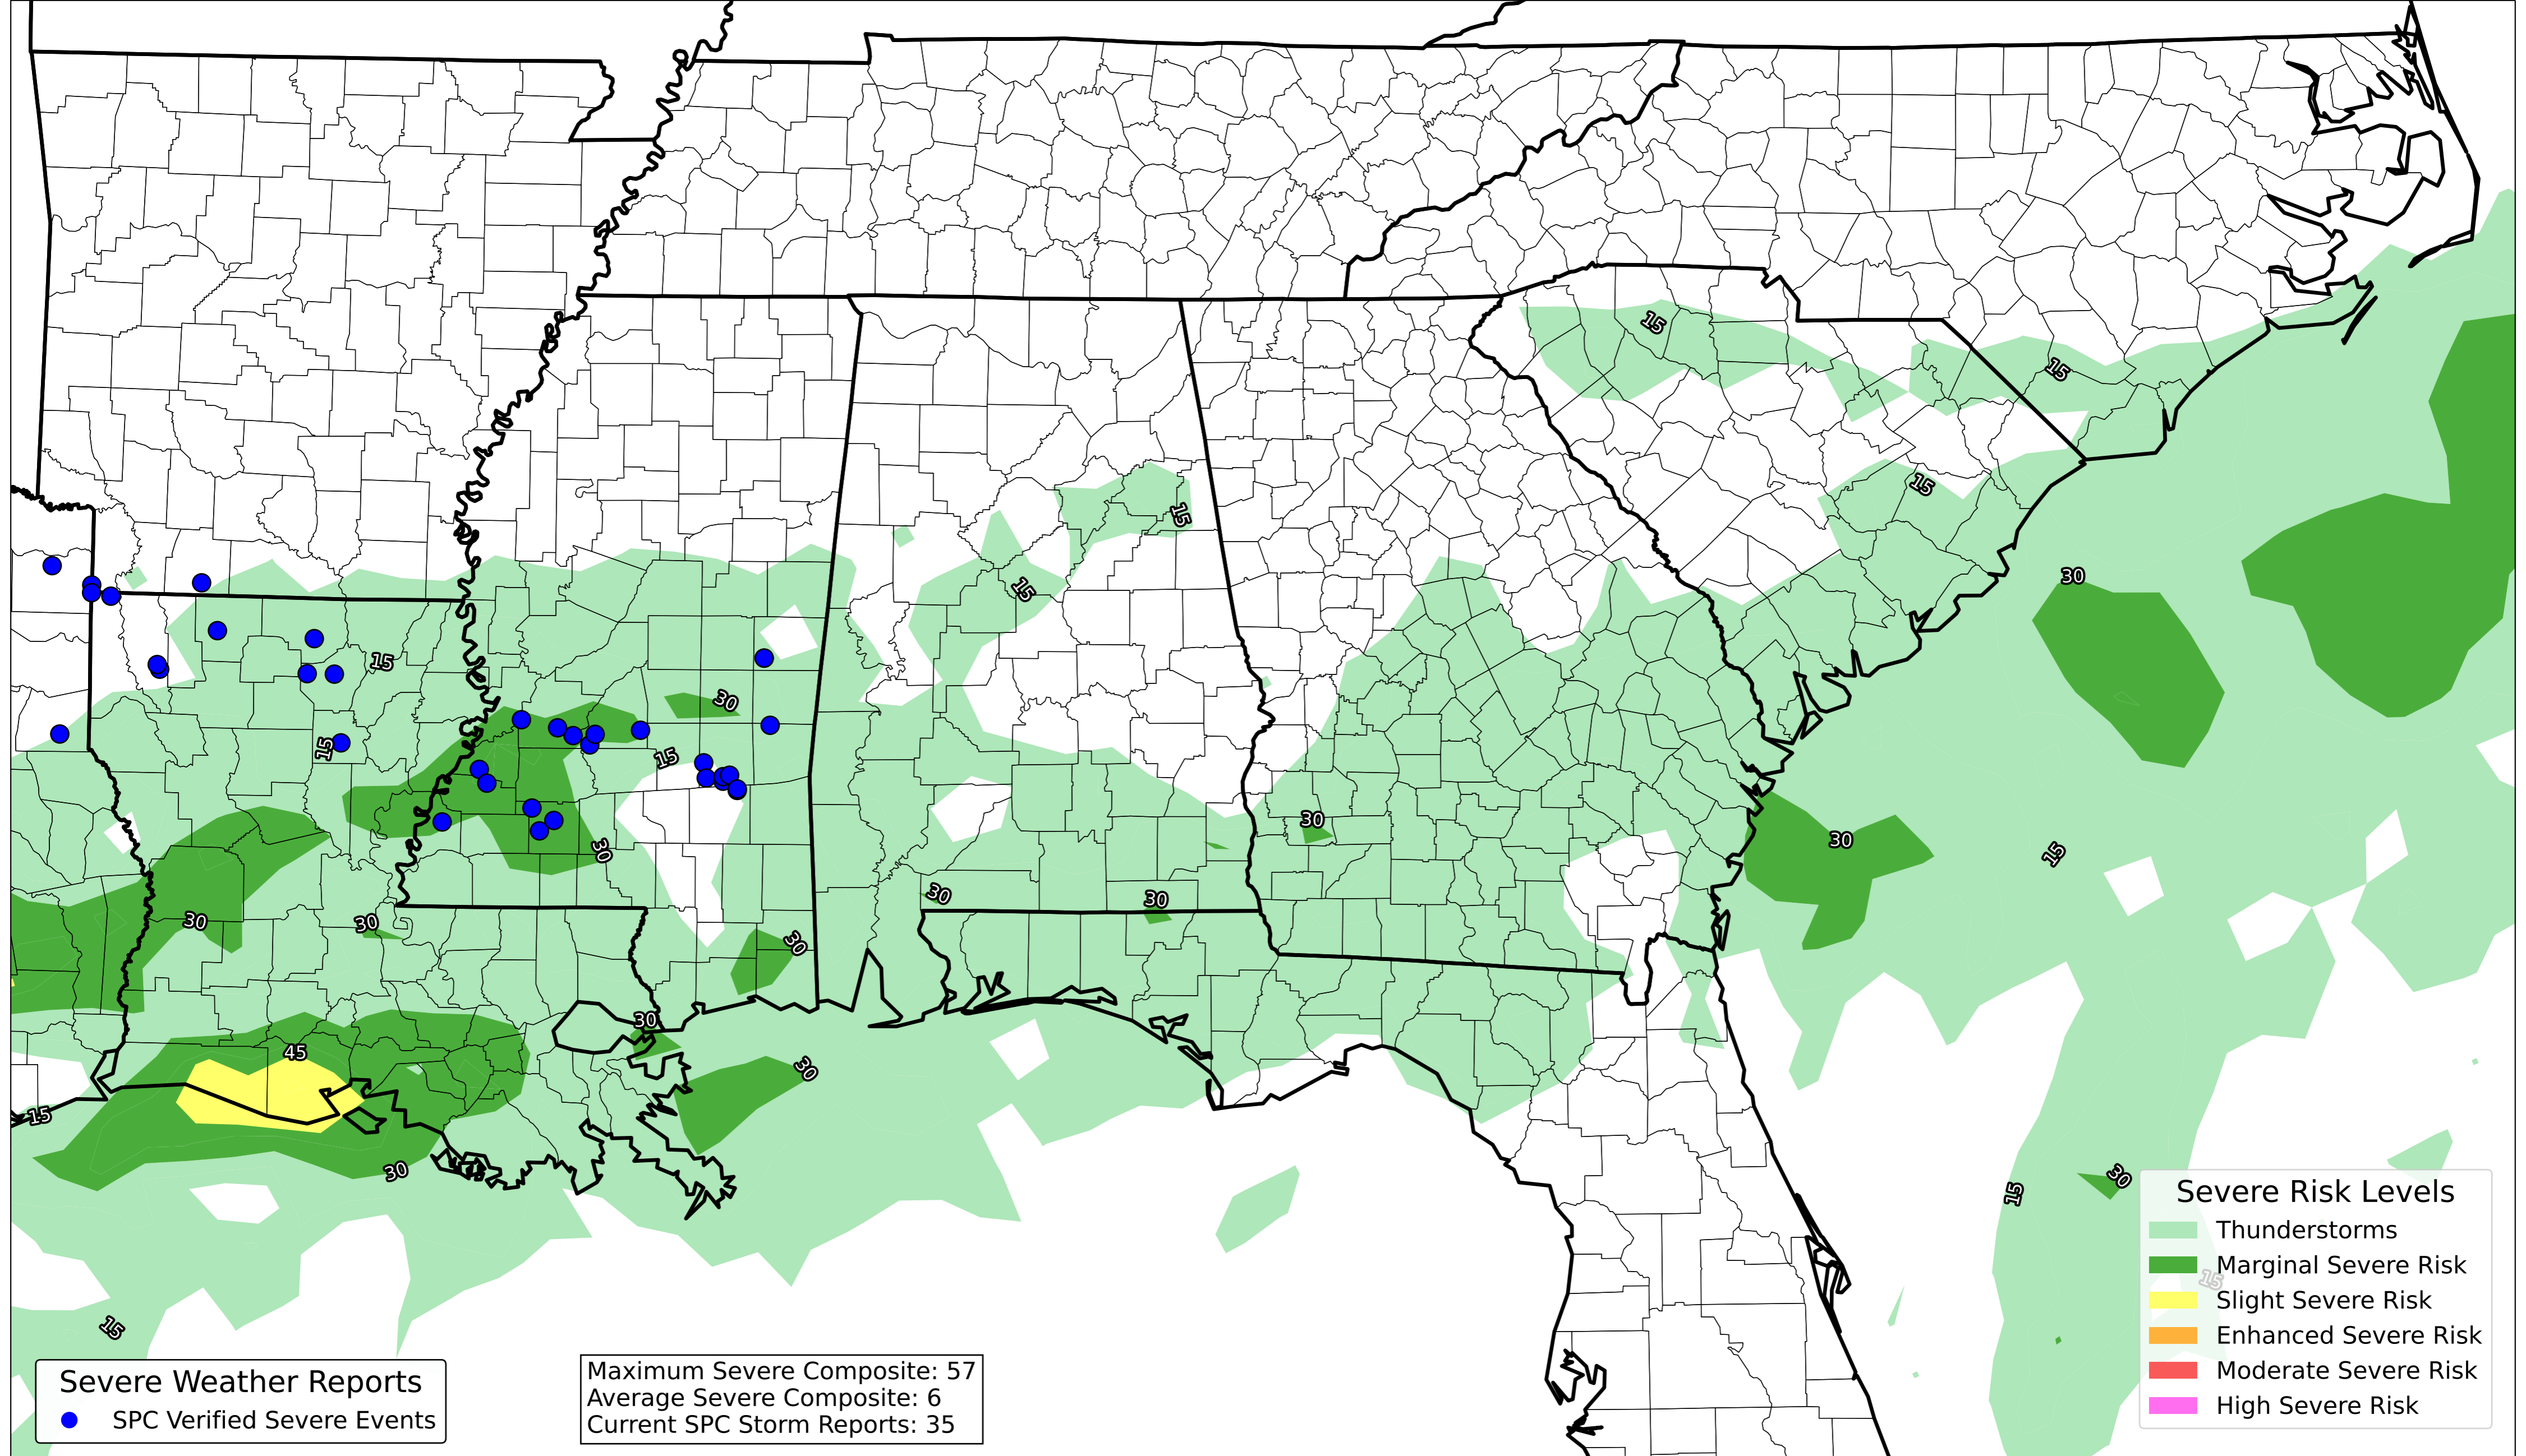 15
15
15
15
15
30
15
30
15
15
30
30
30
15
30
30
30
30
30
30
30
45
30
15
30
30
15
30
15
15
Severe Risk Levels
Thunderstorms
Marginal Severe Risk
Slight Severe Risk
Enhanced Severe Risk
Moderate Severe Risk
High Severe Risk
Severe Weather Reports
SPC Verified Severe Events
Maximum Severe Composite: 57
Average Severe Composite: 6
Current SPC Storm Reports: 35